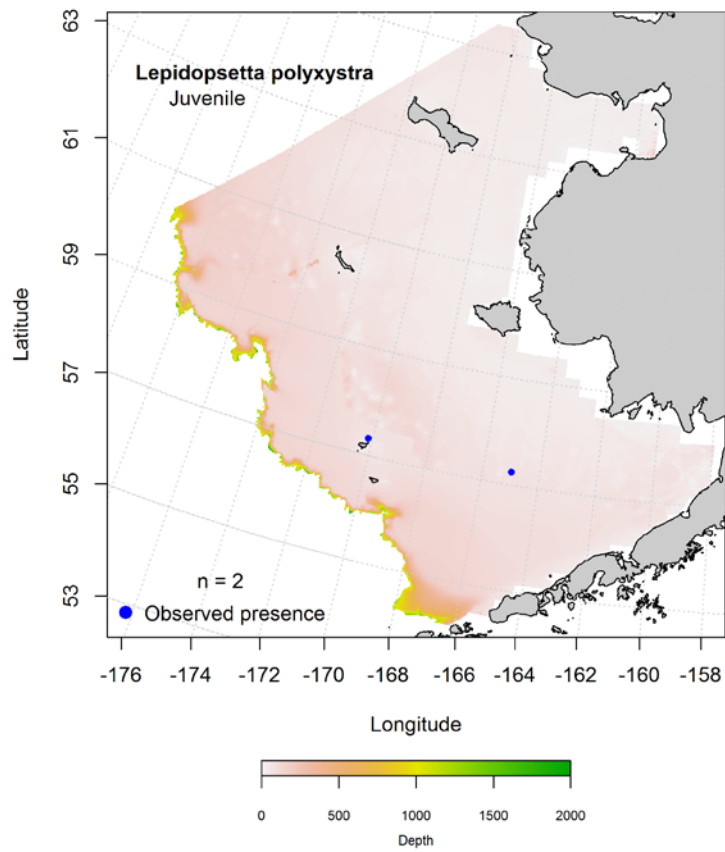 Lepidopsetta polyxystra
Juvenile
63
61
59
57
55
53
Latitude
n = 2
Observed presence
-176 -174 -172 -170 -168 -166 -164 -162 -160 -158
Longitude
0 500 1000 1500 2000
Depth